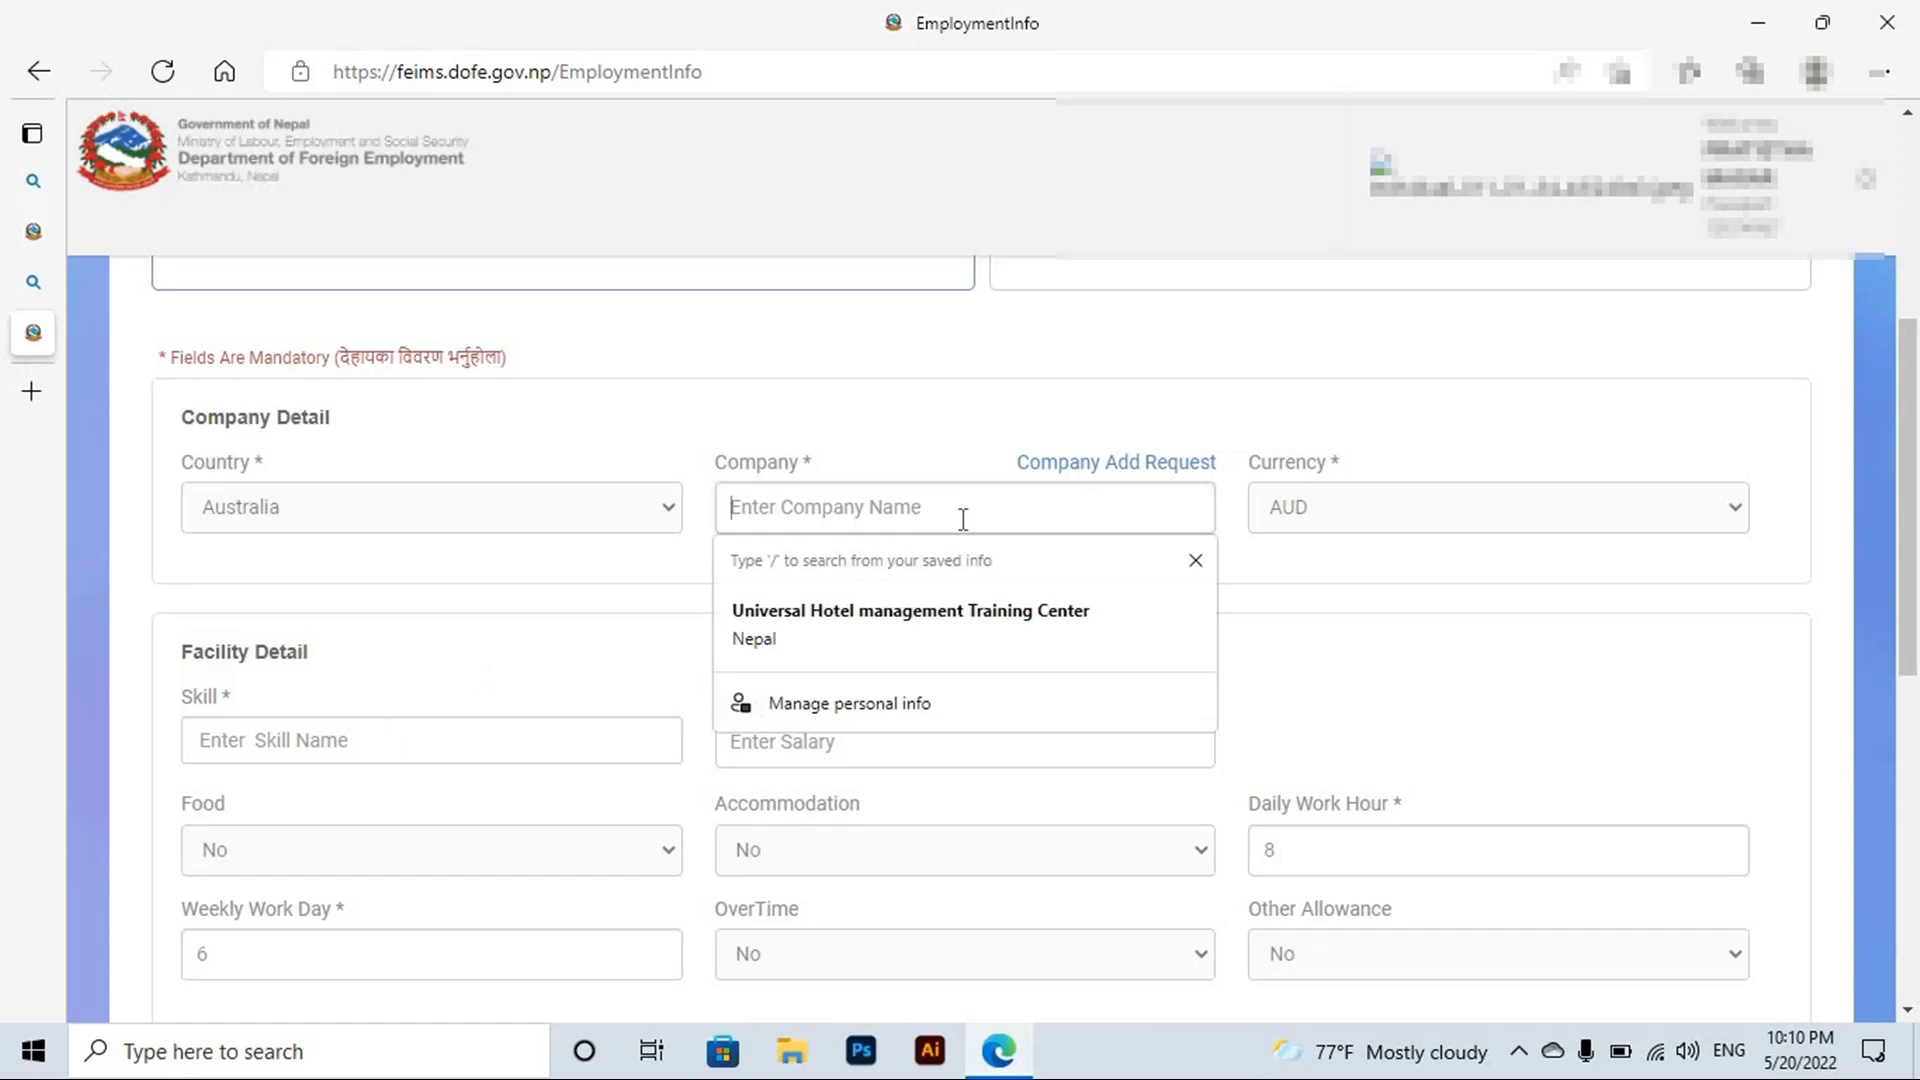 EmploymentInfo
https://feims.dofe.gov.np/EmploymentInfo
Government of Nepal
Ministry of Labour, Employment and Social Security
Department of Foreign Employment
Kathmandu, Nepal
* Fields Are Mandatory (देहायका विवरण भर्नुहोला)
Company Detail
Country *
Company *
Company Add Request
Currency *
Australia
Enter Company Name
AUD
Type '/' to search from your saved info
Universal Hotel management Training Center
Nepal
Manage personal info
Facility Detail
Skill *
Enter Skill Name
Enter Salary
Food
Accommodation
Daily Work Hour *
No
No
8
Weekly Work Day *
OverTime
Other Allowance
6
No
No
Type here to search
Ps
Ai
77°F Mostly cloudy
ENG
10:10 PM
5/20/2022